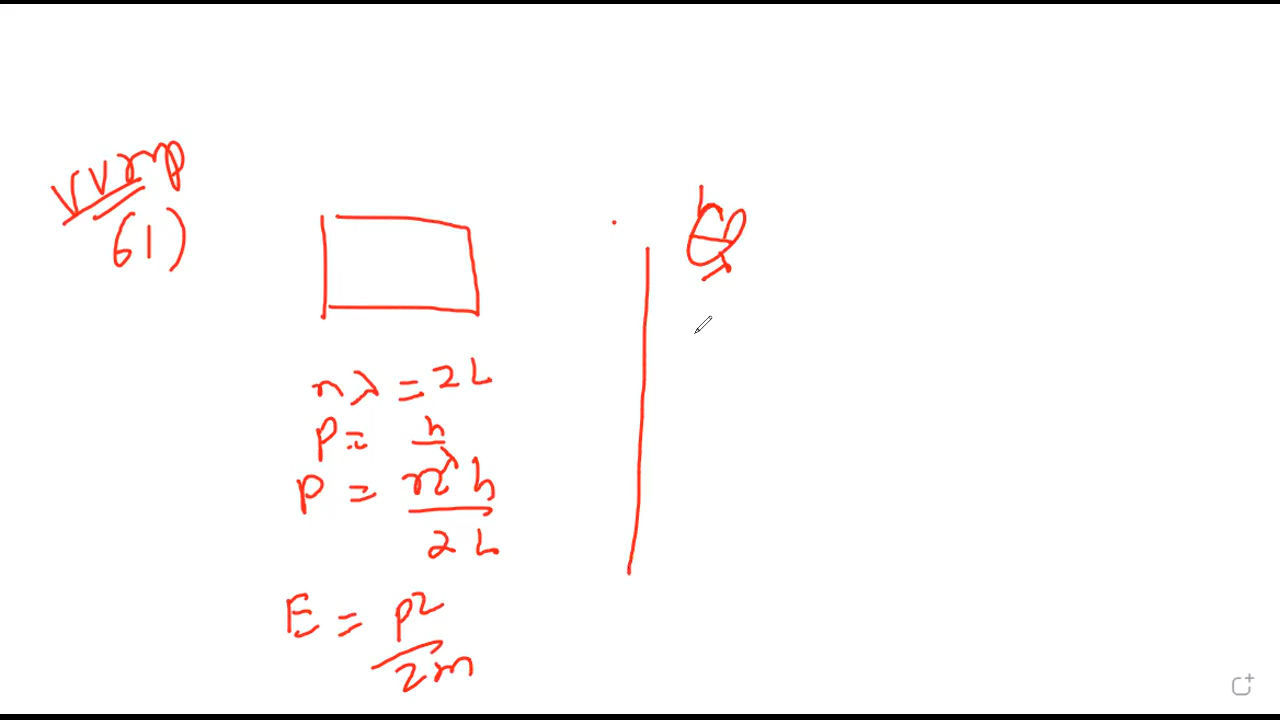 VVImp
61)
nλ = 2L
P = h/λ
P = nh/2L
E = P²/2m